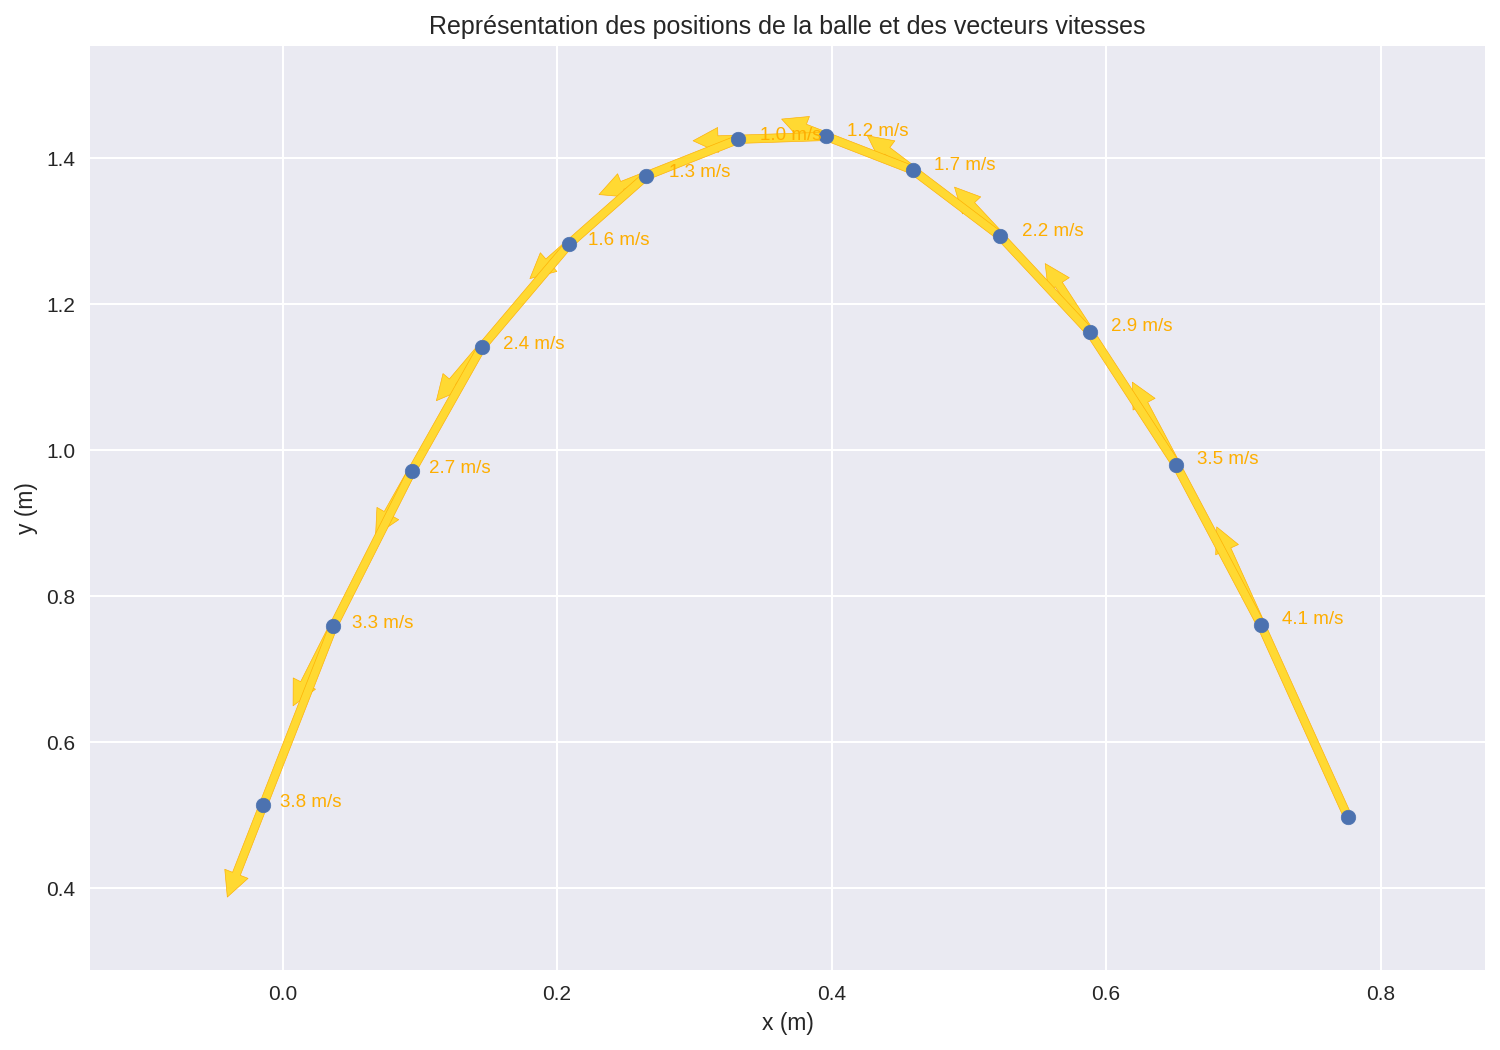 Représentation des positions de la balle et des vecteurs vitesses
1.4
1.2
1.0
0.8
0.6
0.4
y (m)
1.0 m/s
1.2 m/s
1.3 m/s
1.7 m/s
1.6 m/s
2.2 m/s
2.4 m/s
2.9 m/s
2.7 m/s
3.5 m/s
3.3 m/s
4.1 m/s
3.8 m/s
0.0 0.2 0.4 0.6 0.8
x (m)